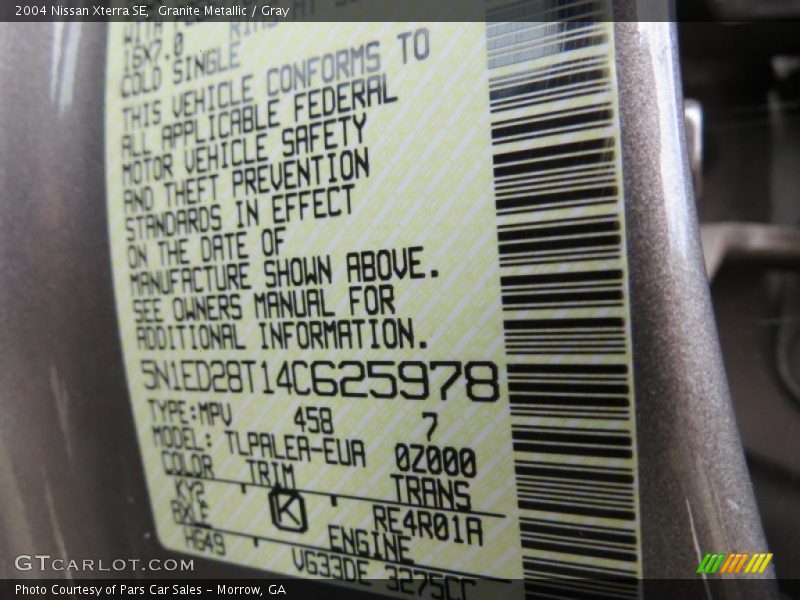 2004 Nissan Xterra SE,  Granite Metallic / Gray
16X7.0
COLD SINGLE
THIS VEHICLE CONFORMS TO
ALL APPLICABLE FEDERAL
MOTOR VEHICLE SAFETY
AND THEFT PREVENTION
STANDARDS IN EFFECT
ON THE DATE OF
MANUFACTURE SHOWN ABOVE.
SEE OWNERS MANUAL FOR
ADDITIONAL INFORMATION.
5N1ED28T14C625978
TYPE:MPV 458 7
MODEL: TLPALEA-EUA 0Z000
COLOR TRIM TRANS
KY2 K RE4R01A
AXLE ENGINE
HG49 VG33DE 3275CC
GTCARLOT.COM
Photo Courtesy of Pars Car Sales - Morrow, GA